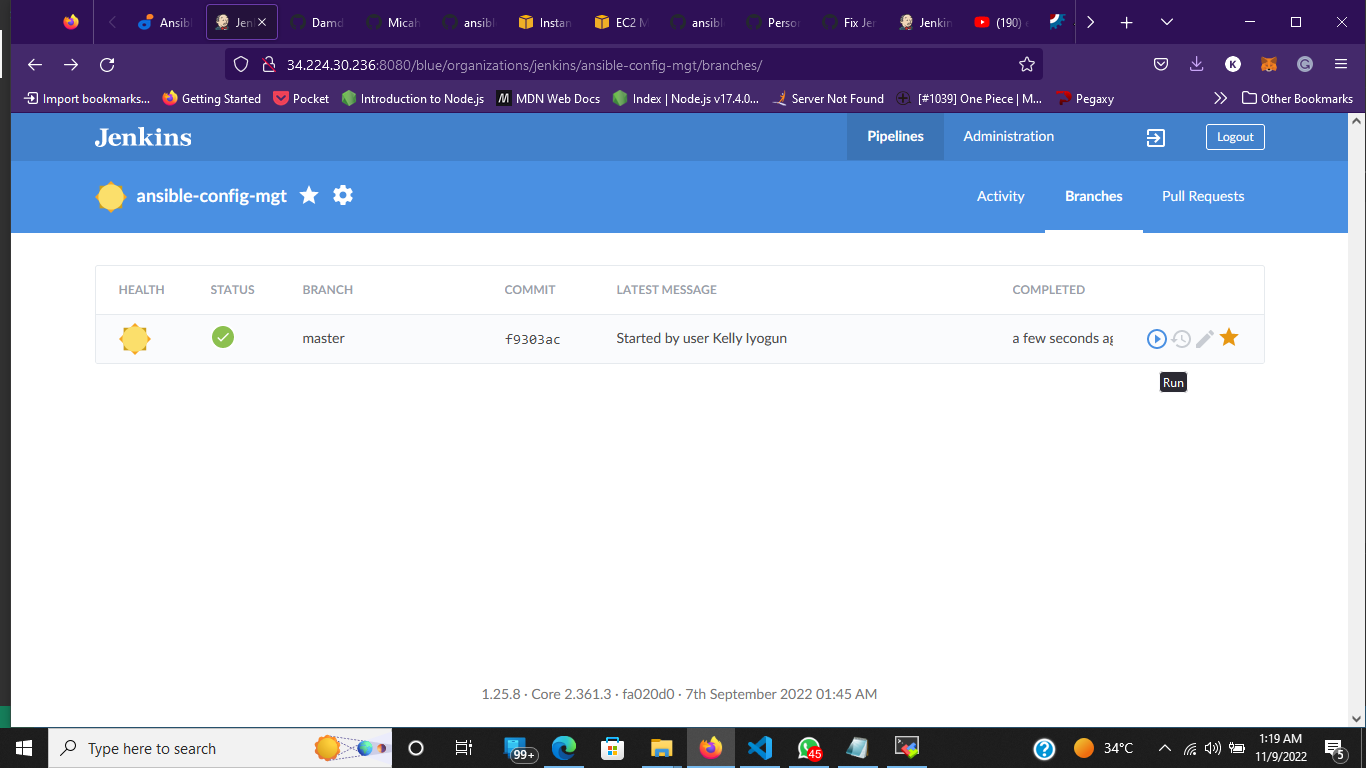 Ansibl
Jenk
Damd
Micah
ansibl
Instan
EC2 M
ansibl
Person
Fix Jen
Jenkin
(190)
34.224.30.236:8080/blue/organizations/jenkins/ansible-config-mgt/branches/
K
Import bookmarks...
Getting Started
Pocket
Introduction to Node.js
M MDN Web Docs
Index | Node.js v17.4.0...
Server Not Found
[#1039] One Piece | M...
Pegaxy
Other Bookmarks
Jenkins
Pipelines
Administration
Logout
ansible-config-mgt
Activity
Branches
Pull Requests
HEALTH STATUS BRANCH COMMIT LATEST MESSAGE COMPLETED
master f9303ac Started by user Kelly Iyogun a few seconds ag
Run
1.25.8 · Core 2.361.3 · fa020d0 · 7th September 2022 01:45 AM
Type here to search
99+
45
34°C
1:19 AM
11/9/2022
5